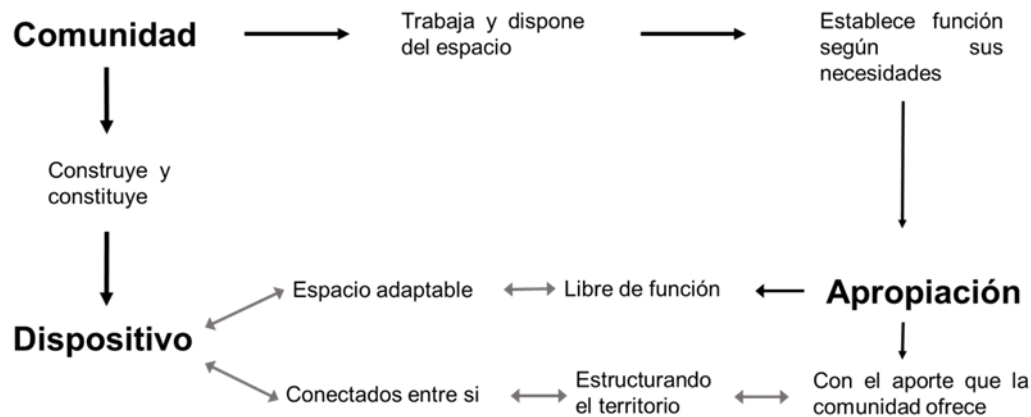 Comunidad
Trabaja y dispone
del espacio
Establece función
según sus
necesidades
Construye y
constituye
Espacio adaptable
Libre de función
Apropiación
Dispositivo
Conectados entre si
Estructurando
el territorio
Con el aporte que la
comunidad ofrece